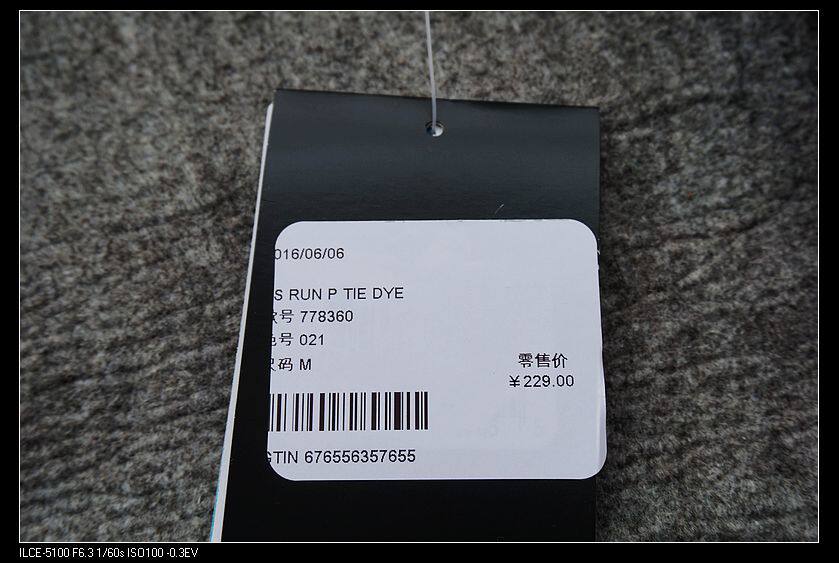 016/06/06
S RUN P TIE DYE
号 778360
号 021
码 M
零售价
￥229.00
GTIN 676556357655
ILCE-5100 F6.3 1/60s ISO100 -0.3EV